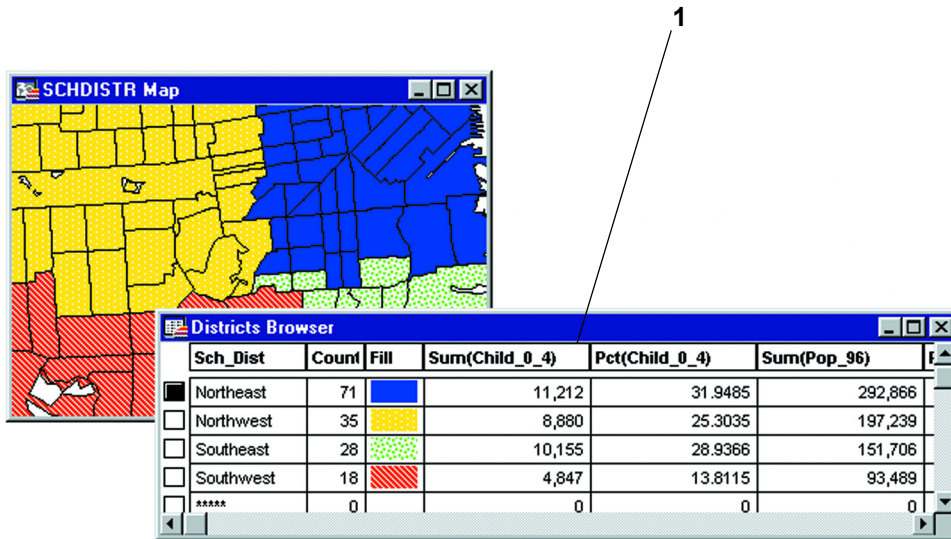 1
SCHDISTR Map
Districts Browser
Sch_Dist Count Fill Sum(Child_0_4) Pct(Child_0_4) Sum(Pop_96)
Northeast 71 11,212 31.9485 292,866
Northwest 35 8,880 25.3035 197,239
Southeast 28 10,155 28.9366 151,706
Southwest 18 4,847 13.8115 93,489
***** 0 0 0 0